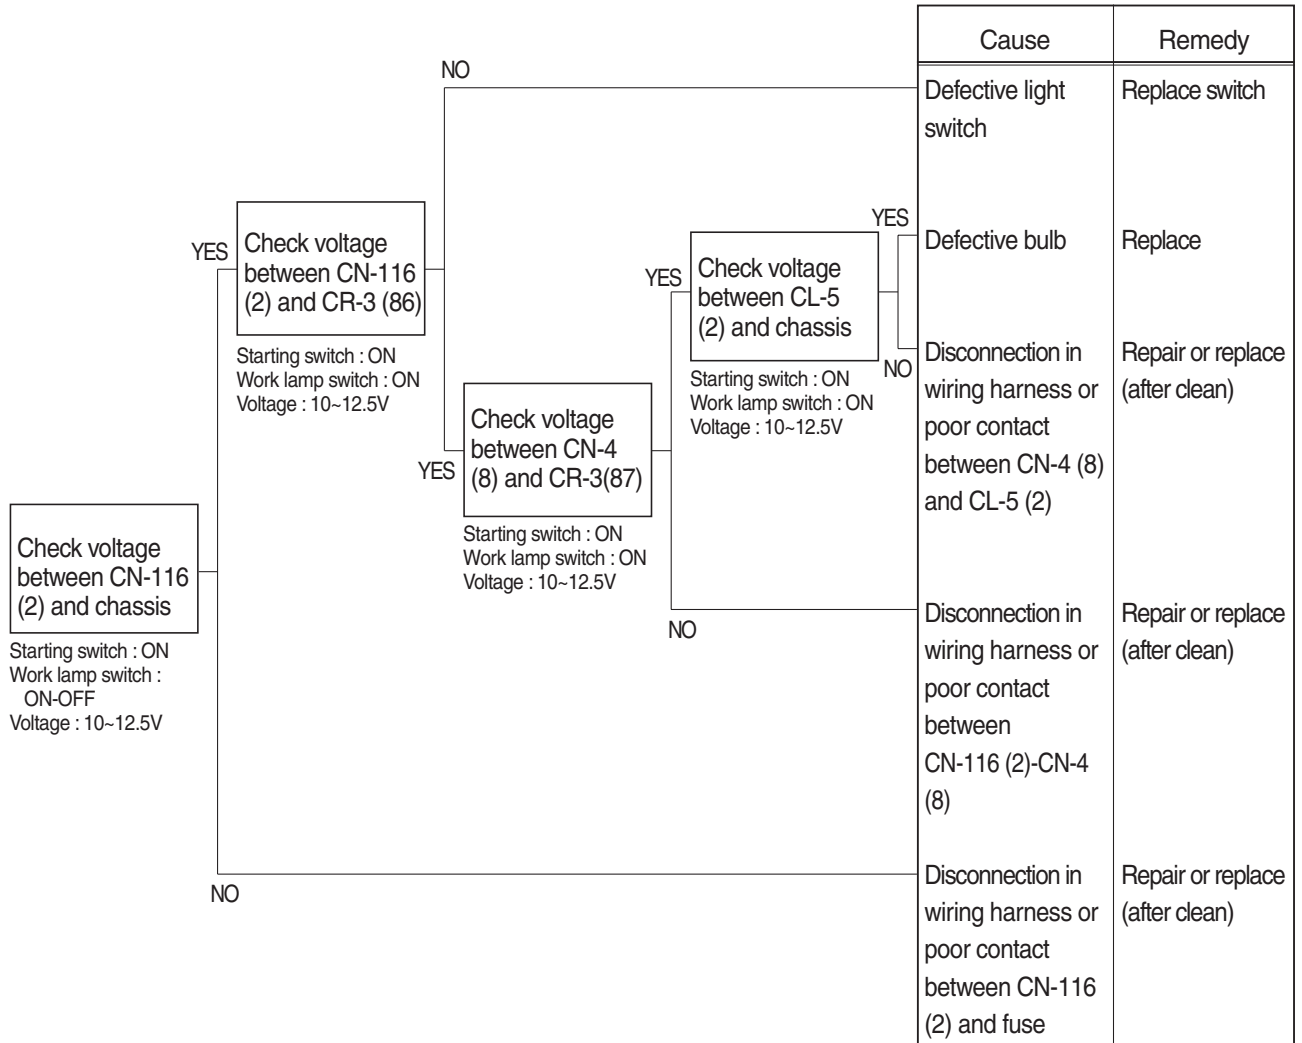 Cause
Remedy
NO
Defective light
switch
Replace switch
YES
Check voltage
between CN-116
(2) and CR-3 (86)
Starting switch : ON
Work lamp switch : ON
Voltage : 10~12.5V
YES
Check voltage
between CL-5
(2) and chassis
Starting switch : ON
Work lamp switch : ON
Voltage : 10~12.5V
YES
Defective bulb
Replace
NO
Disconnection in
wiring harness or
poor contact
between CN-4 (8)
and CL-5 (2)
Repair or replace
(after clean)
YES
Check voltage
between CN-4
(8) and CR-3(87)
Starting switch : ON
Work lamp switch : ON
Voltage : 10~12.5V
Check voltage
between CN-116
(2) and chassis
Starting switch : ON
Work lamp switch :
ON-OFF
Voltage : 10~12.5V
NO
Disconnection in
wiring harness or
poor contact
between
CN-116 (2)-CN-4
(8)
Repair or replace
(after clean)
NO
Disconnection in
wiring harness or
poor contact
between CN-116
(2) and fuse
Repair or replace
(after clean)